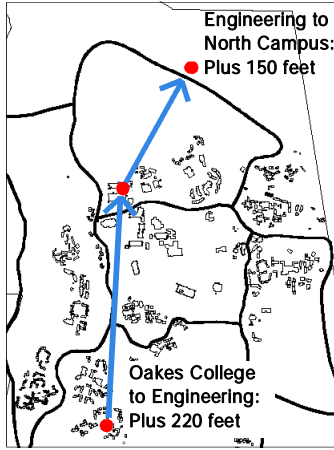 Engineering to
North Campus:
Plus 150 feet
Oakes College
to Engineering:
Plus 220 feet